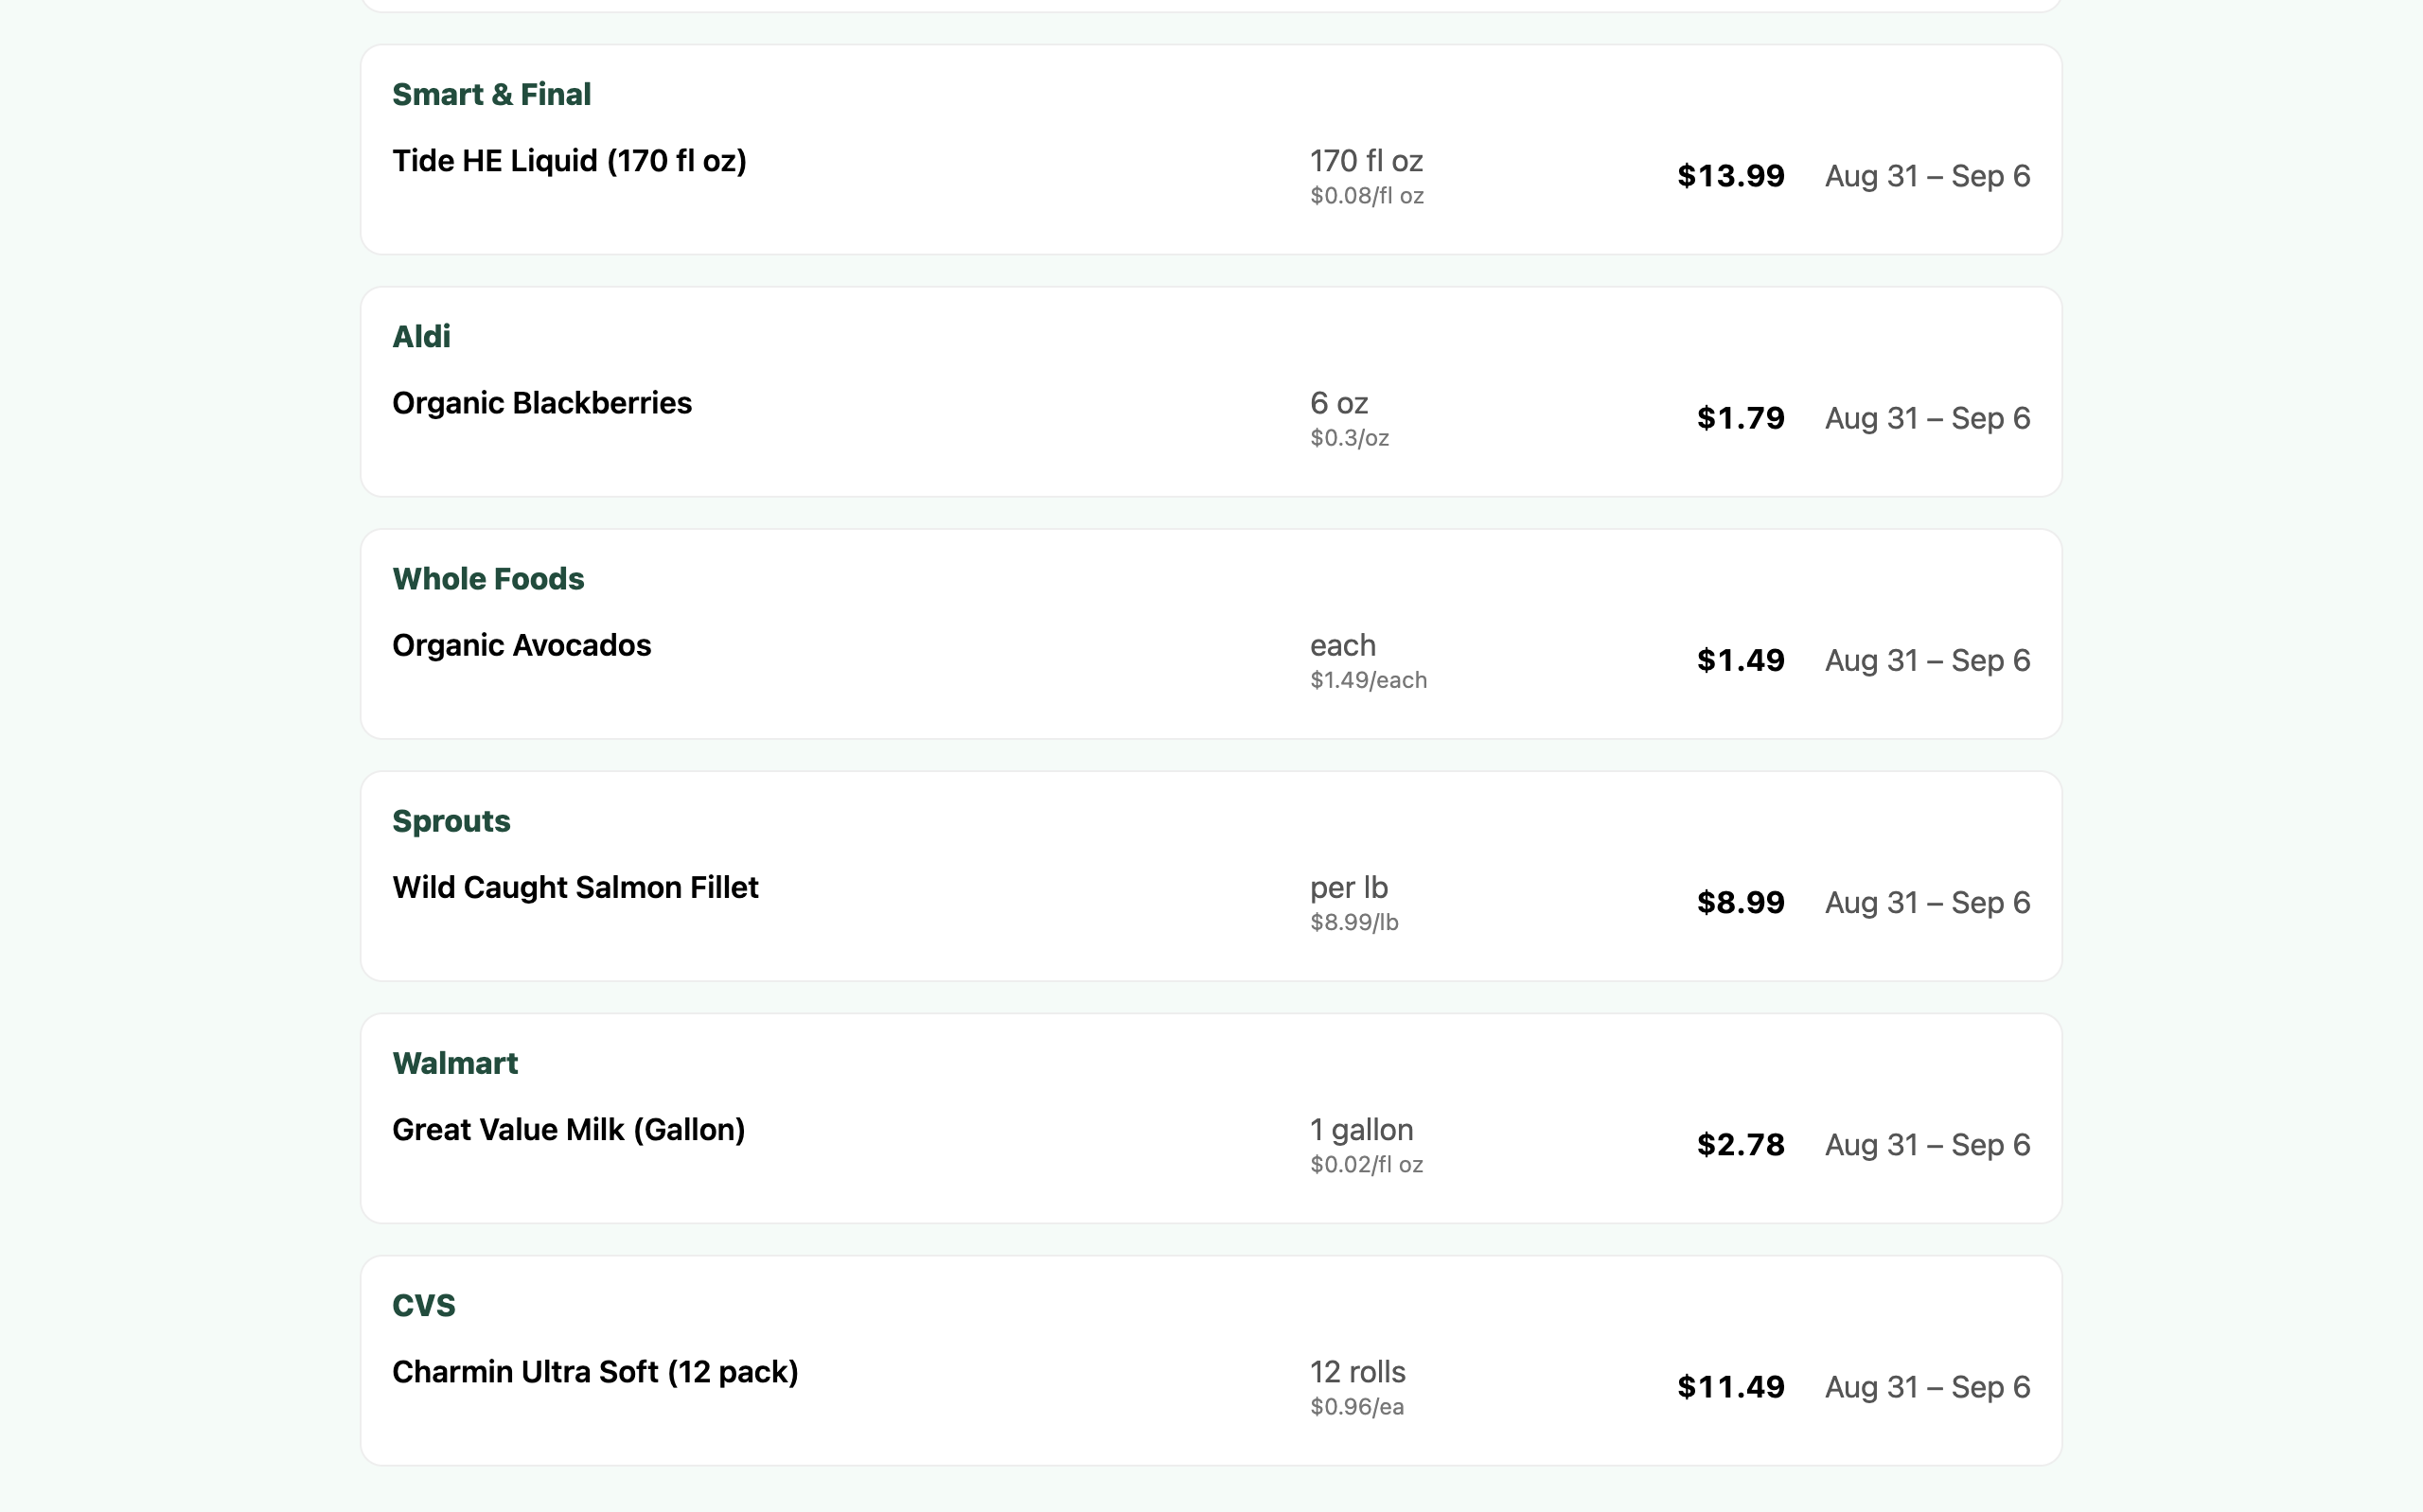 Smart & Final
Tide HE Liquid (170 fl oz)
170 fl oz
$0.08/fl oz
$13.99
Aug 31 – Sep 6
Aldi
Organic Blackberries
6 oz
$0.3/oz
$1.79
Aug 31 – Sep 6
Whole Foods
Organic Avocados
each
$1.49/each
$1.49
Aug 31 – Sep 6
Sprouts
Wild Caught Salmon Fillet
per lb
$8.99/lb
$8.99
Aug 31 – Sep 6
Walmart
Great Value Milk (Gallon)
1 gallon
$0.02/fl oz
$2.78
Aug 31 – Sep 6
CVS
Charmin Ultra Soft (12 pack)
12 rolls
$0.96/ea
$11.49
Aug 31 – Sep 6